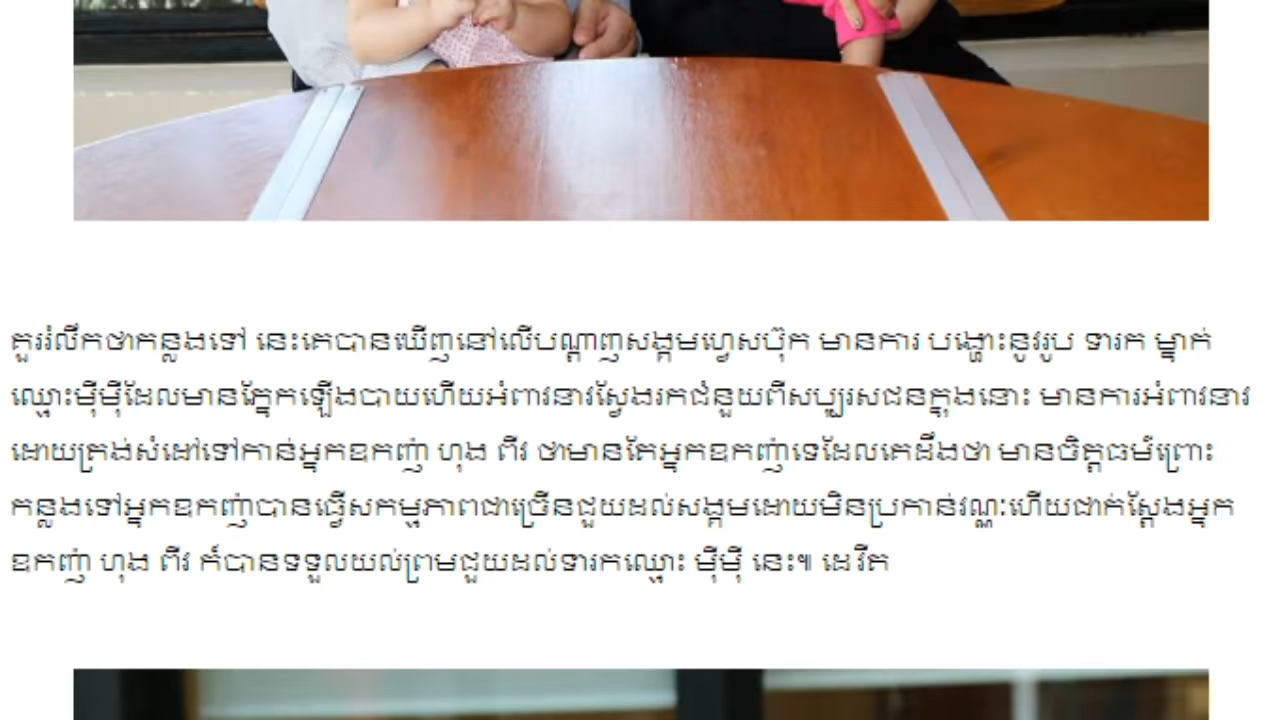 គួររំលឹកថាកន្លងទៅ នេះគេបានឃើញនៅលើបណ្តាញសង្គមហ្វេសប៊ុក មានការ បង្ហោះនូវរូប ទារក ម្នាក់
ឈ្មោះម៉ីម៉ីដែលមានភ្នែកឡើងបាយហើយអំពាវនាវស្វែងរកជំនួយពីសប្បុរសជនក្នុងនោះ មានការអំពាវនាវ
ដោយត្រង់សំដៅទៅកាន់អ្នកឧកញ៉ា ហុង ពីវ ថាមានតែអ្នកឧកញ៉ាទេដែលគេដឹងថា មានចិត្តធម៌ព្រោះ
កន្លងទៅអ្នកឧកញ៉ាបានធ្វើសកម្មភាពជាច្រើនជួយដល់សង្គមដោយមិនប្រកាន់វណ្ណៈហើយជាក់ស្តែងអ្នក
ឧកញ៉ា ហុង ពីវ ក៍បានទទួលយល់ព្រមជួយដល់ទារកឈ្មោះ ម៉ីម៉ី នេះ៕ ដេវីត